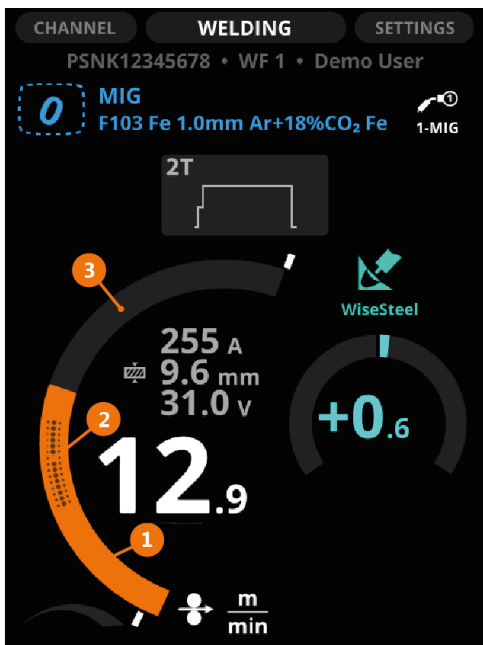 CHANNEL WELDING SETTINGS
PSNK12345678 • WF 1 • Demo User
0 MIG
F103 Fe 1.0mm Ar+18%CO₂ Fe
1
1-MIG
2T
3
WiseSteel
255 A
9.6 mm
31.0 V
2
+0.6
12.9
1
m
min